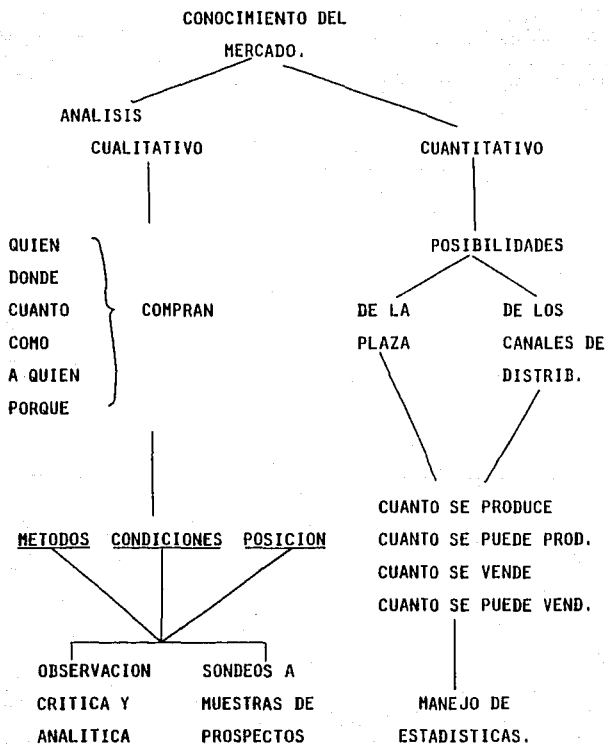 CONOCIMIENTO DEL
MERCADO.
ANALISIS
CUALITATIVO
CUANTITATIVO
QUIEN
DONDE
CUANTO
COMO
A QUIEN
PORQUE
COMPRAN
POSIBILIDADES
DE LA
PLAZA
DE LOS
CANALES DE
DISTRIB.
METODOS CONDICIONES POSICION
CUANTO SE PRODUCE
CUANTO SE PUEDE PROD.
CUANTO SE VENDE
CUANTO SE PUEDE VEND.
OBSERVACION
CRITICA Y
ANALITICA
SONDEOS A
MUESTRAS DE
PROSPECTOS
MANEJO DE
ESTADISTICAS.